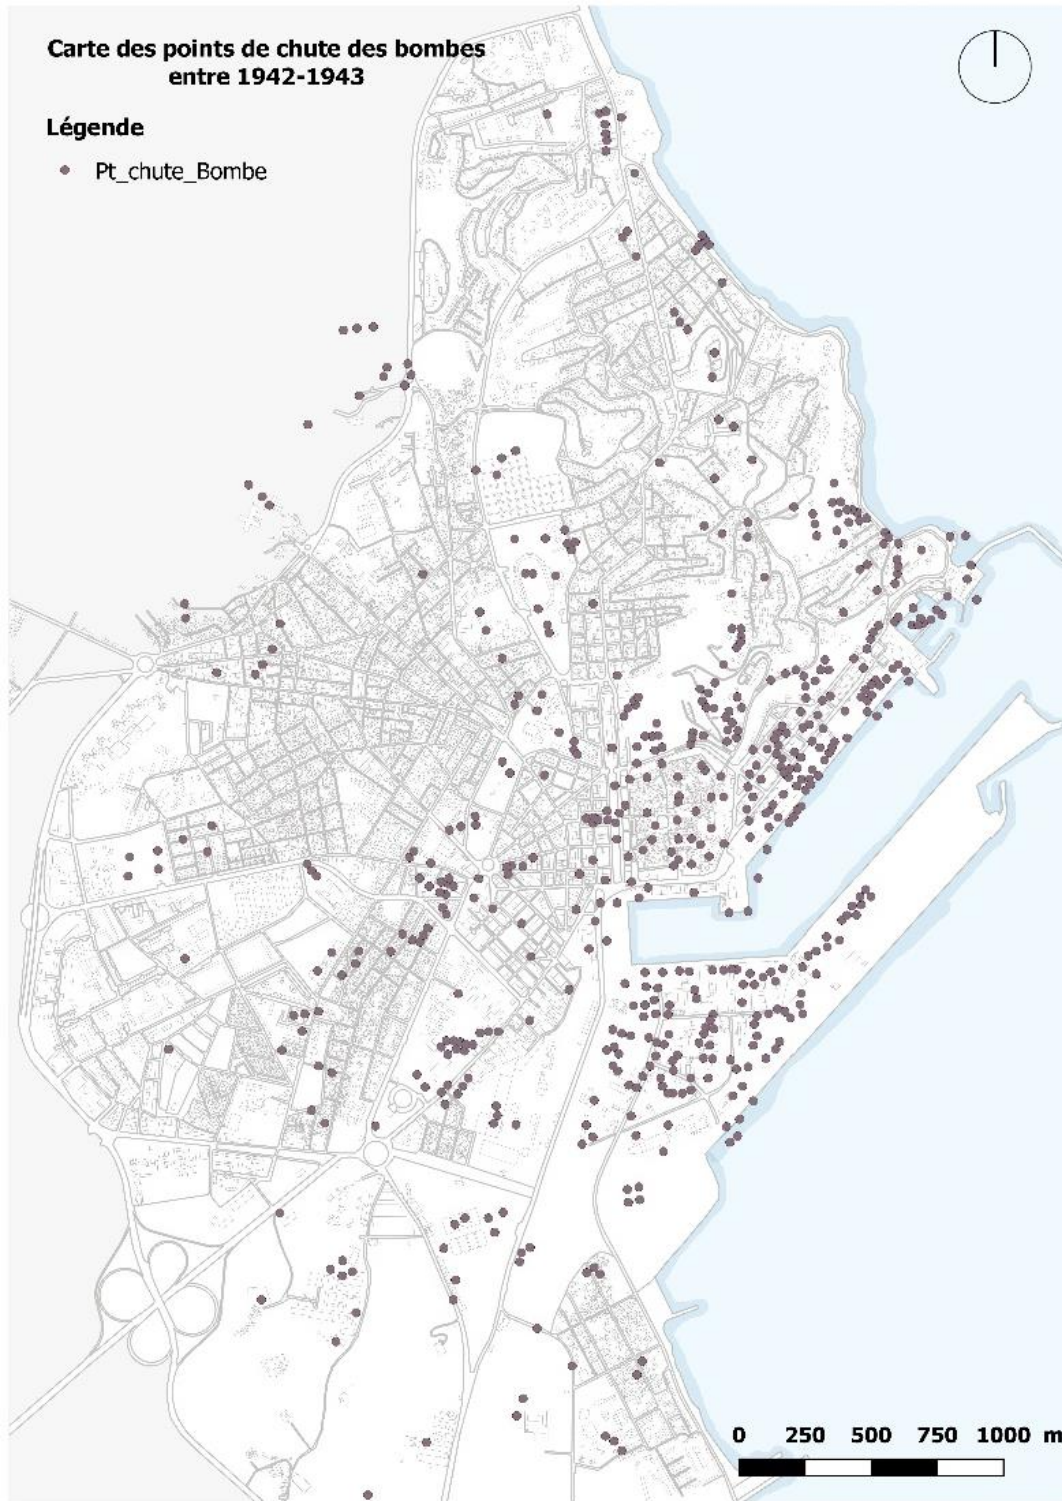 Carte des points de chute des bombes
entre 1942-1943
Légende
Pt_chute_Bombe
0 250 500 750 1000 m